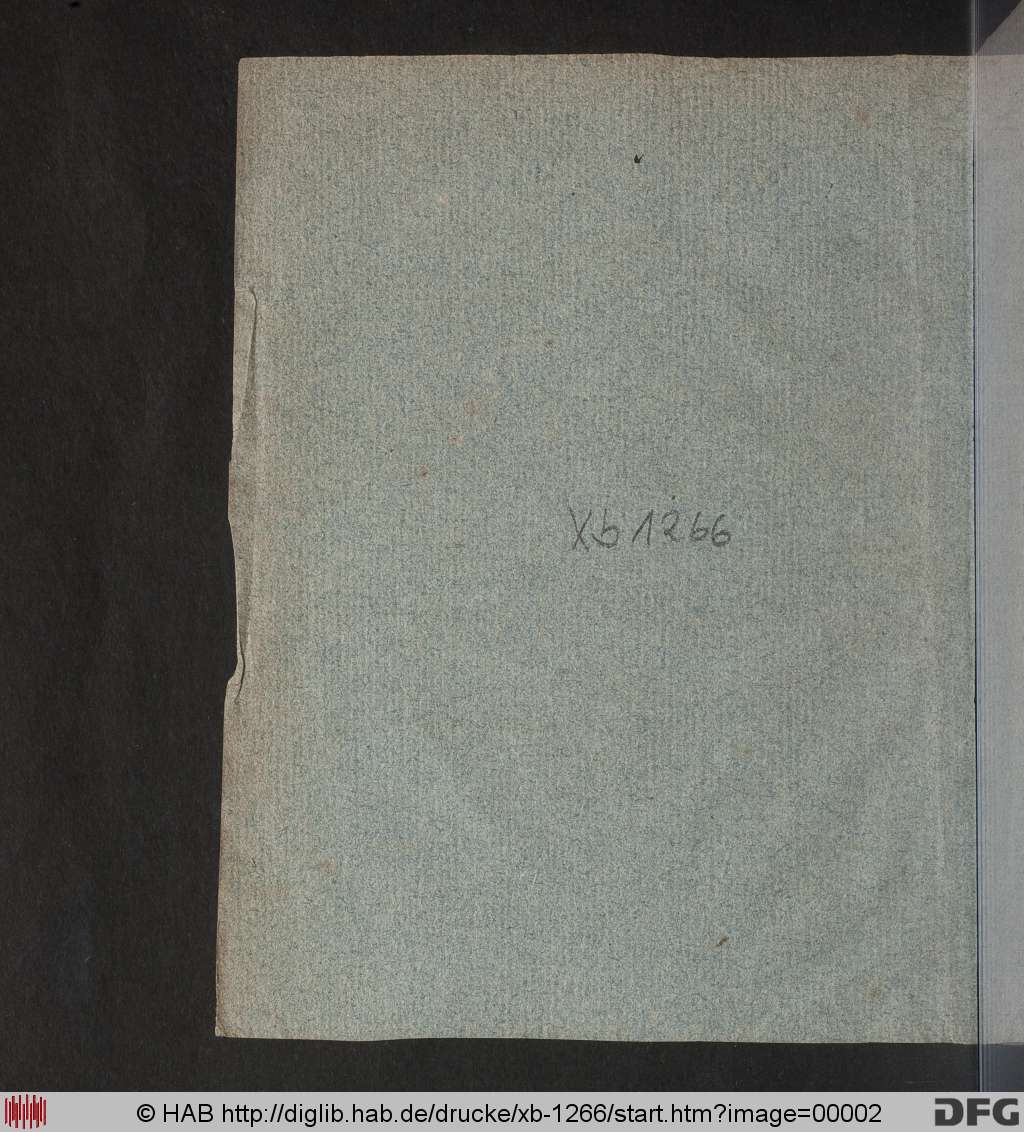 Xb 1266
© HAB http://diglib.hab.de/drucke/xb-1266/start.htm?image=00002
DFG